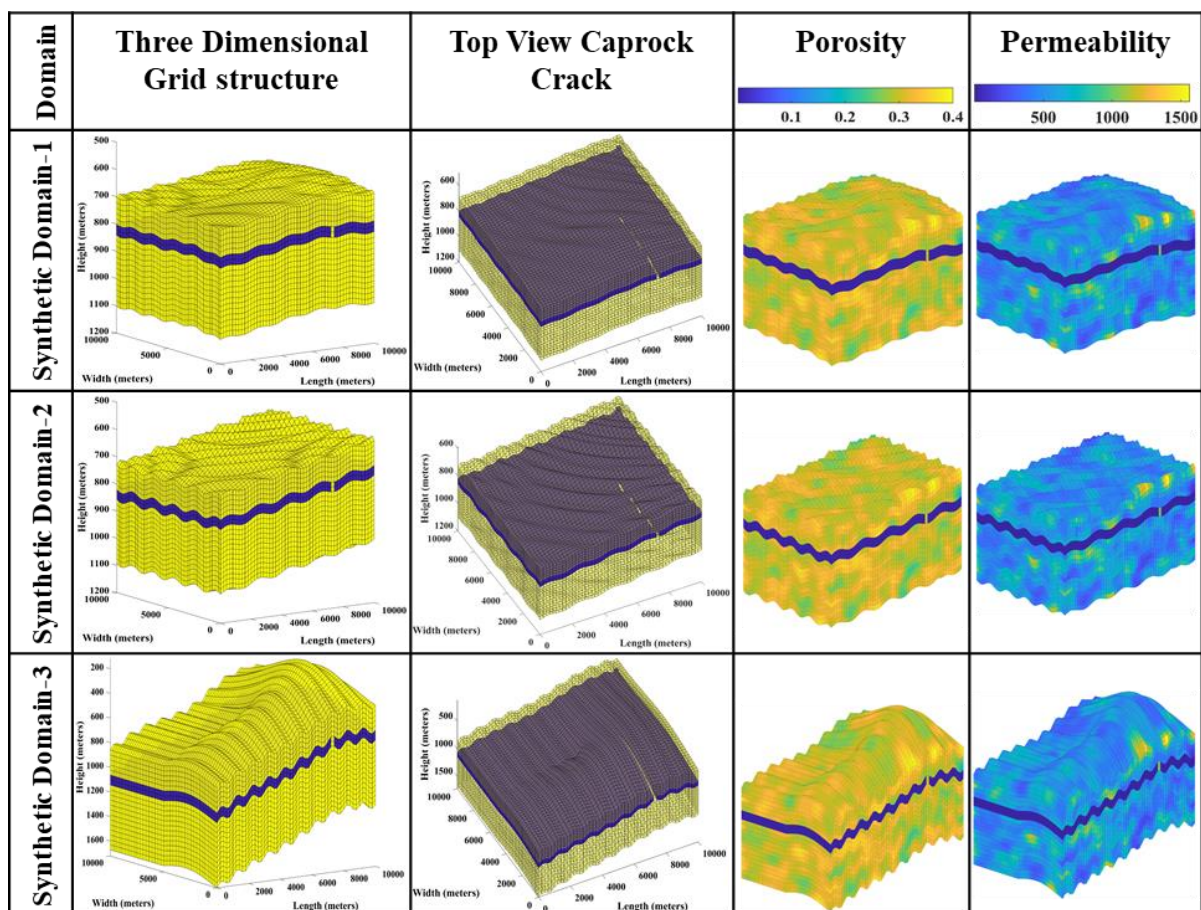 Domain
Three Dimensional
Grid structure
Top View Caprock
Crack
Porosity
0.1 0.2 0.3 0.4
Permeability
500 1000 1500
Synthetic Domain-1
500
600
700
800
900
1000
1100
1200
Height (meters)
10000
5000
0
Width (meters)
0 2000 4000 6000 8000 10000
Length (meters)
600
800
1000
1200
Height (meters)
10000
8000
6000
4000
2000
0
Width (meters)
0 2000 4000 6000 8000 10000
Length (meters)
Synthetic Domain-2
500
600
700
800
900
1000
1100
1200
Height (meters)
10000
5000
0
Width (meters)
0 2000 4000 6000 8000 10000
Length (meters)
600
800
1000
1200
Height (meters)
10000
8000
6000
4000
2000
0
Width (meters)
0 2000 4000 6000 8000 10000
Length (meters)
Synthetic Domain-3
200
400
600
800
1000
1200
1400
1600
Height (meters)
10000
5000
0
Width (meters)
0 2000 4000 6000 8000 10000
Length (meters)
500
1000
1500
Height (meters)
10000
8000
6000
4000
2000
0
Width (meters)
0 2000 4000 6000 8000 10000
Length (meters)